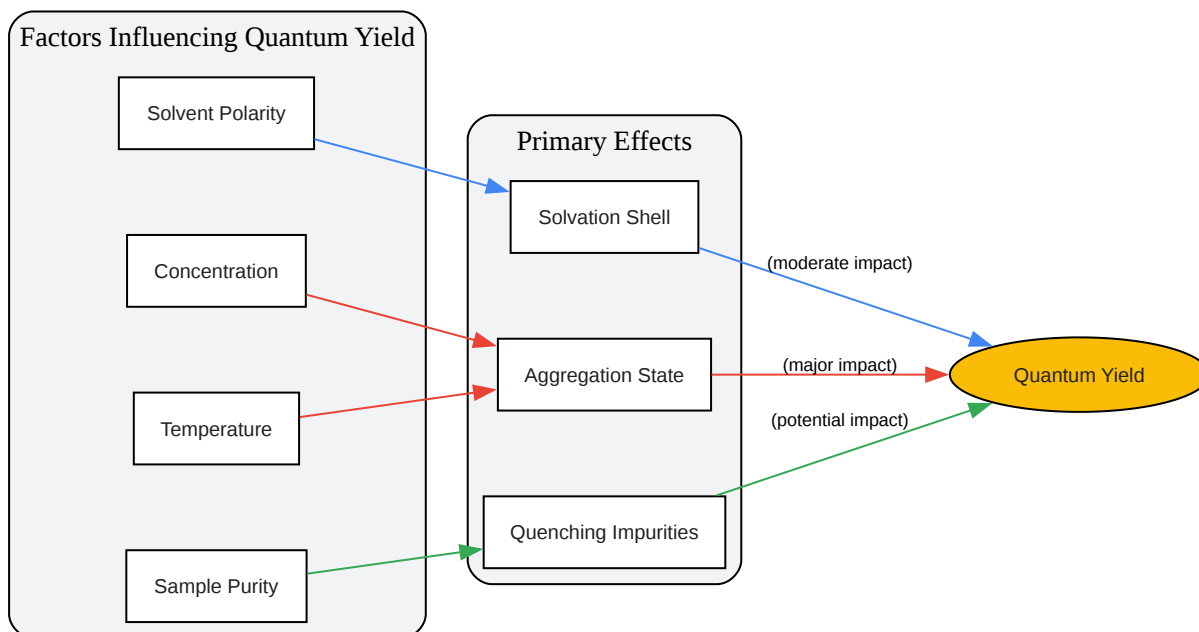 Factors Influencing Quantum Yield
Solvent Polarity
Concentration
Temperature
Sample Purity
Primary Effects
Solvation Shell
Aggregation State
Quenching Impurities
(moderate impact)
(major impact)
(potential impact)
Quantum Yield